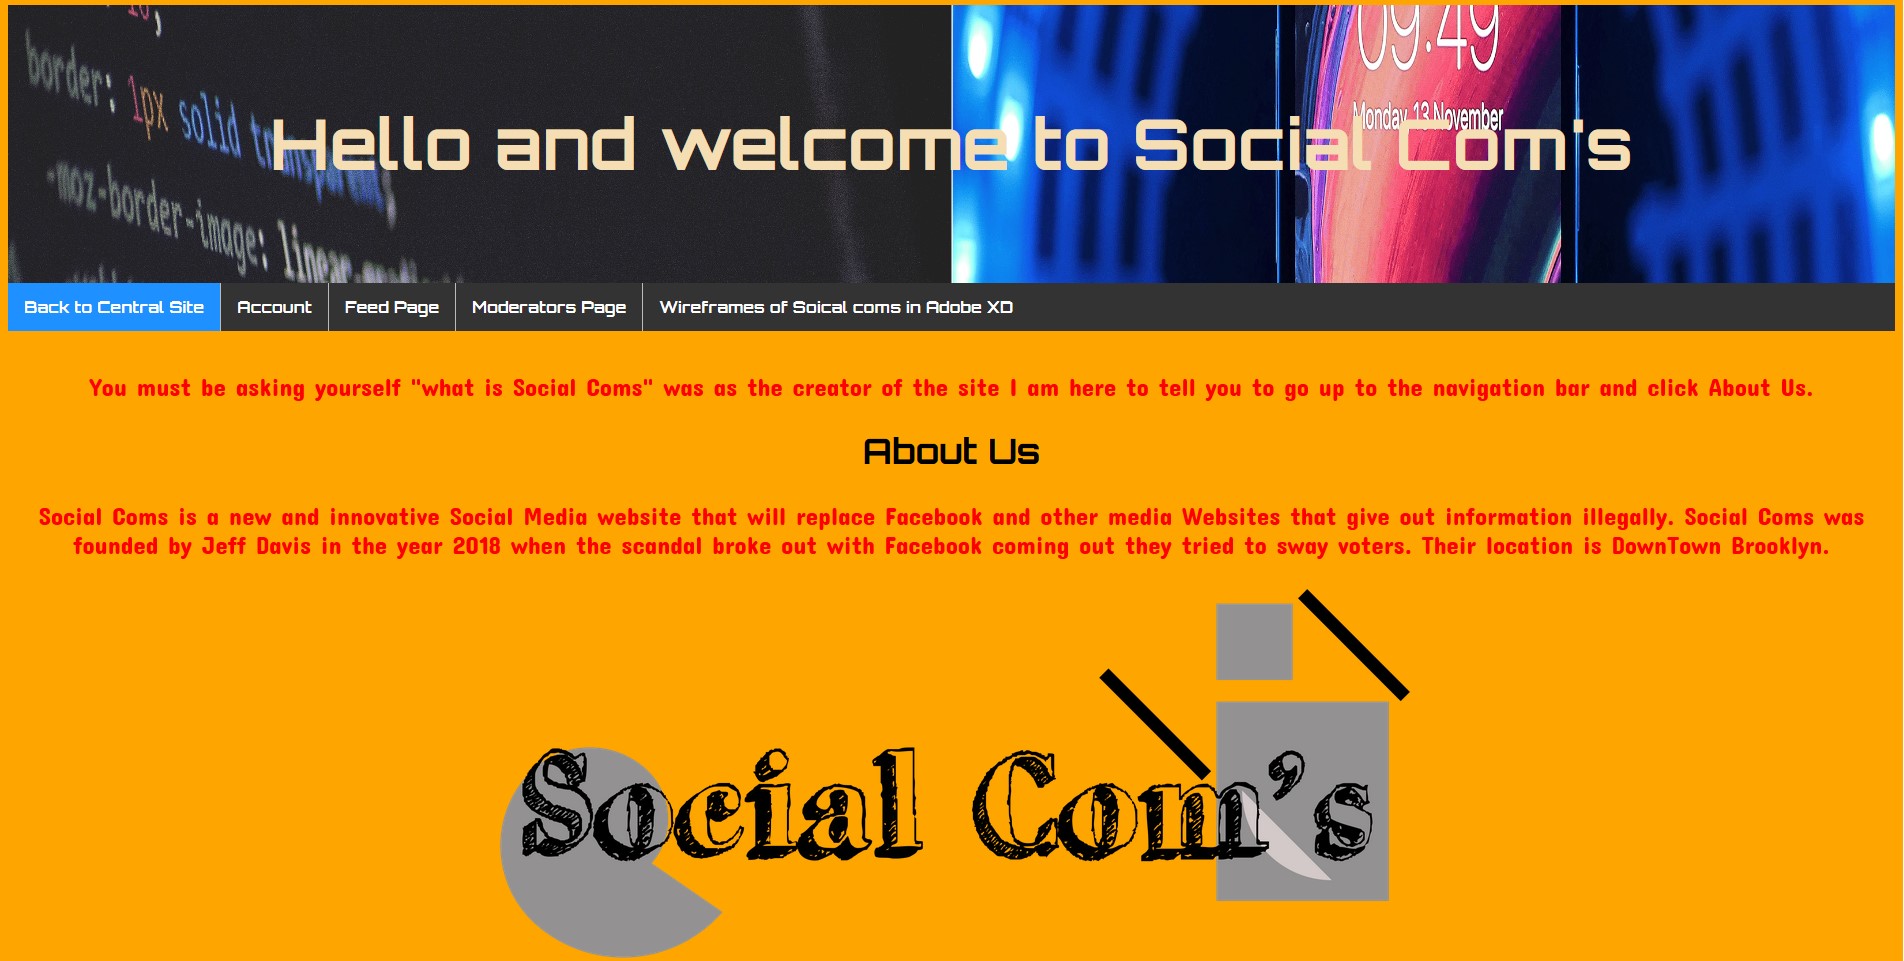 10;
border: 1px solid transparent;
-moz-border-image: linear-gradi
09:49
Monday, 13 November
Hello and welcome to Social Com's
Back to Central Site Account Feed Page Moderators Page Wireframes of Soical coms in Adobe XD
You must be asking yourself "what is Social Coms" was as the creator of the site I am here to tell you to go up to the navigation bar and click About Us.
About Us
Social Coms is a new and innovative Social Media website that will replace Facebook and other media Websites that give out information illegally. Social Coms was
founded by Jeff Davis in the year 2018 when the scandal broke out with Facebook coming out they tried to sway voters. Their location is DownTown Brooklyn.
Social Com's